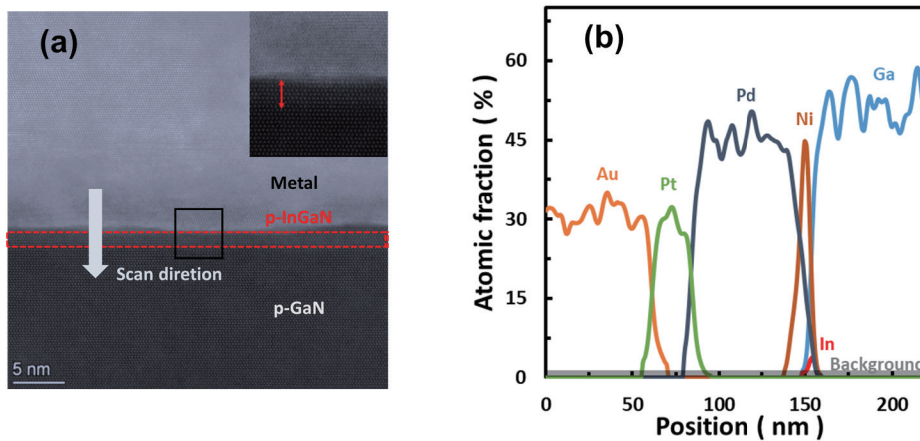 (a)
Metal
p-InGaN
Scan diretion
p-GaN
5 nm
(b)
Atomic fraction ( % )
60
45
30
15
0
Au
Pt
Pd
Ni
Ga
In
Background
0 50 100 150 200
Position ( nm )